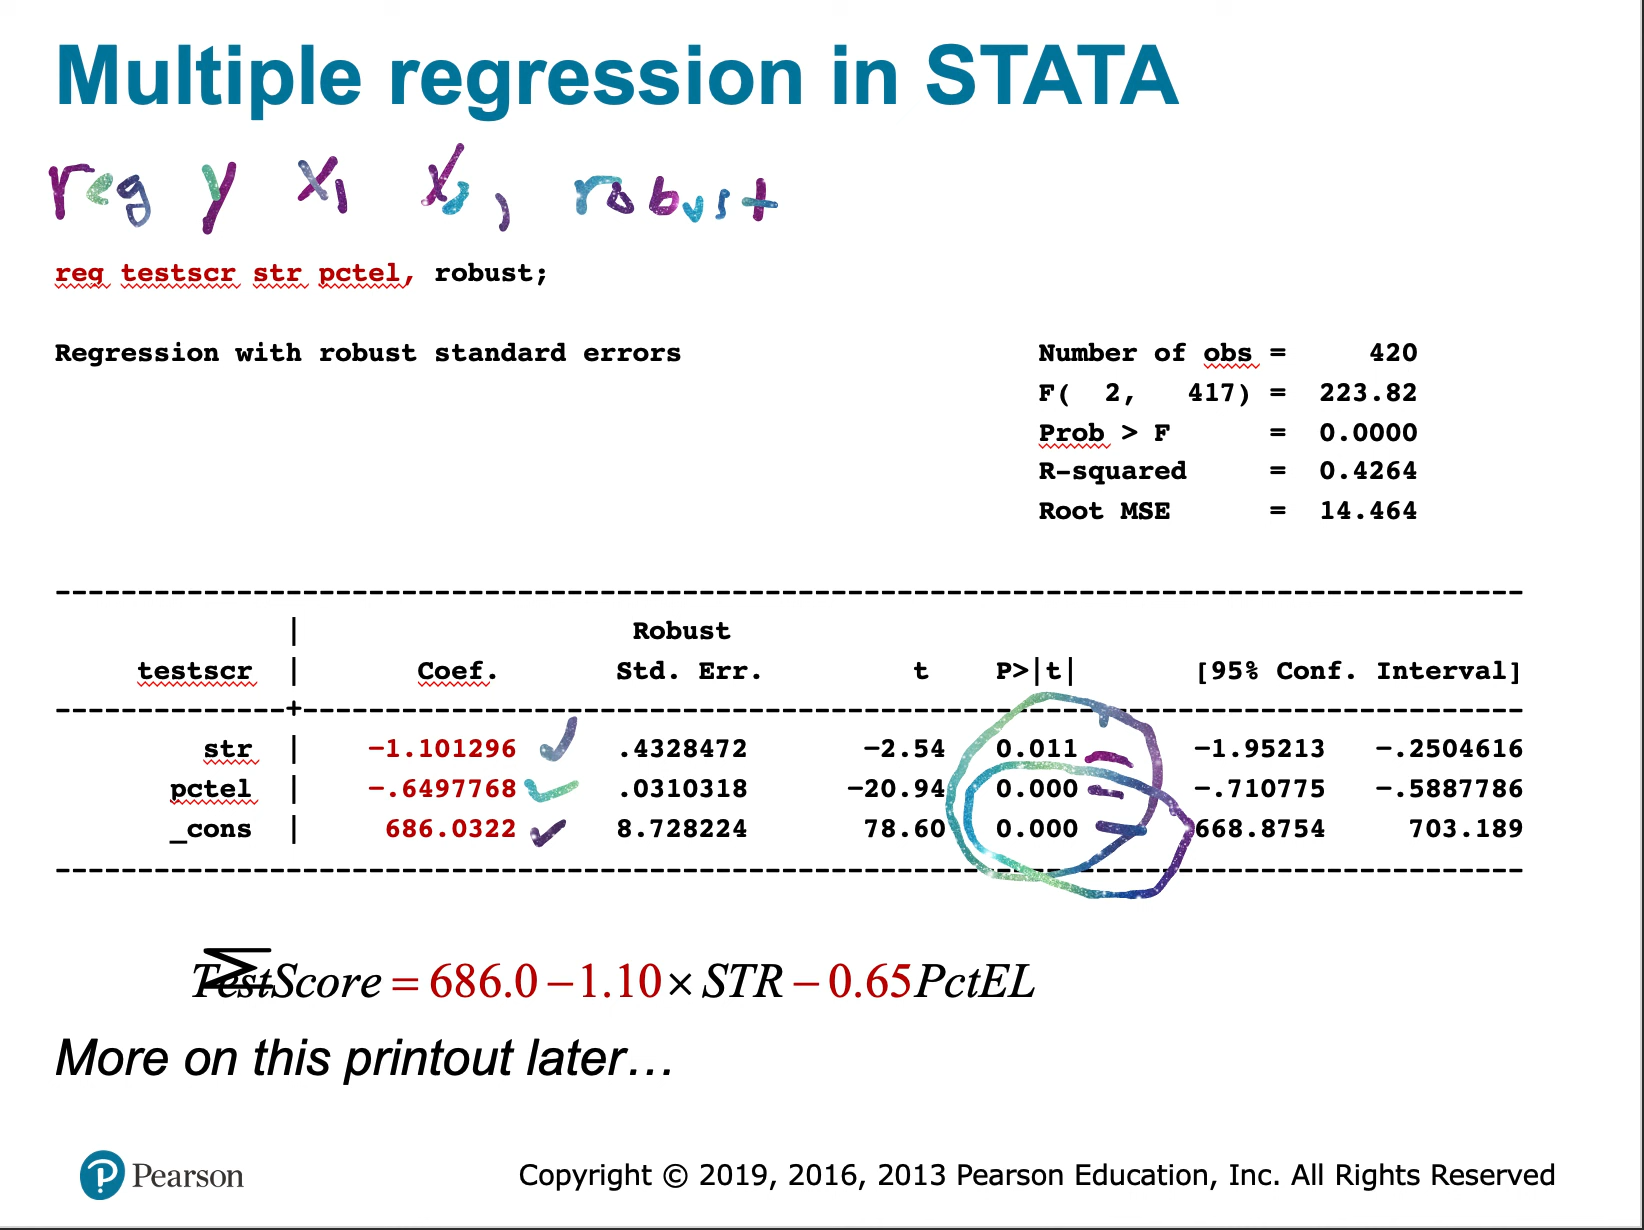 Multiple regression in STATA
reg y x1 x2, robust
reg testscr str pctel, robust;
Regression with robust standard errors Number of obs = 420
F( 2, 417) = 223.82
Prob > F = 0.0000
R-squared = 0.4264
Root MSE = 14.464
------------------------------------------------------------------------------------------
| Robust
testscr | Coef. Std. Err. t P>|t| [95% Conf. Interval]
--------------+---------------------------------------------------------------------------
str | −1.101296 .4328472 −2.54 0.011 −1.95213 −.2504616
pctel | −.6497768 .0310318 −20.94 0.000 −.710775 −.5887786
_cons | 686.0322 8.728224 78.60 0.000 668.8754 703.189
------------------------------------------------------------------------------------------
TestScore = 686.0 − 1.10 × STR − 0.65PctEL
More on this printout later…
Pearson Copyright © 2019, 2016, 2013 Pearson Education, Inc. All Rights Reserved